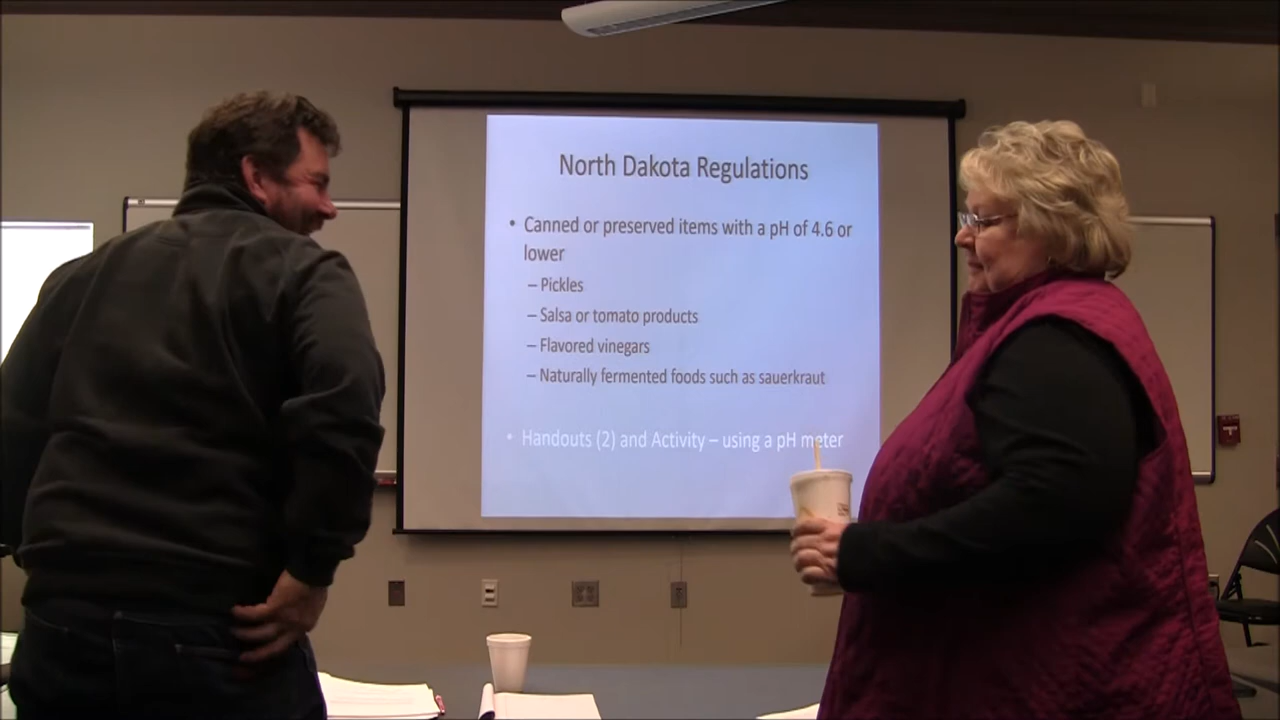 North Dakota Regulations
• Canned or preserved items with a pH of 4.6 or
lower
– Pickles
– Salsa or tomato products
– Flavored vinegars
– Naturally fermented foods such as sauerkraut
• Handouts (2) and Activity – using a pH meter